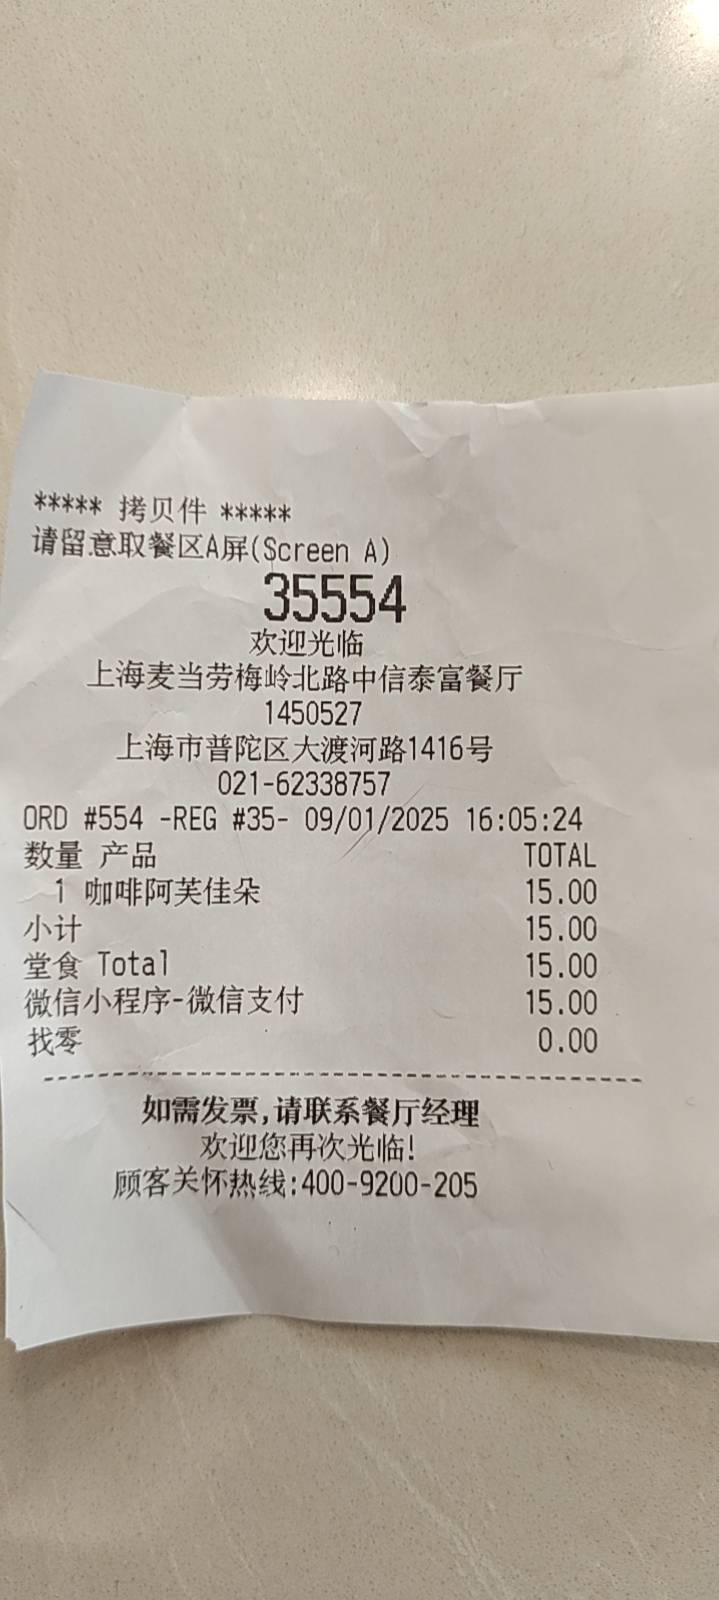 ***** 拷贝件 *****
请留意取餐区A屏(Screen A)
35554
欢迎光临
上海麦当劳梅岭北路中信泰富餐厅
1450527
上海市普陀区大渡河路1416号
021-62338757
ORD #554 -REG #35- 09/01/2025 16:05:24
数量 产品 TOTAL
1 咖啡阿芙佳朵 15.00
小计 15.00
堂食 Total 15.00
微信小程序-微信支付 15.00
找零 0.00
如需发票,请联系餐厅经理
欢迎您再次光临!
顾客关怀热线:400-9200-205